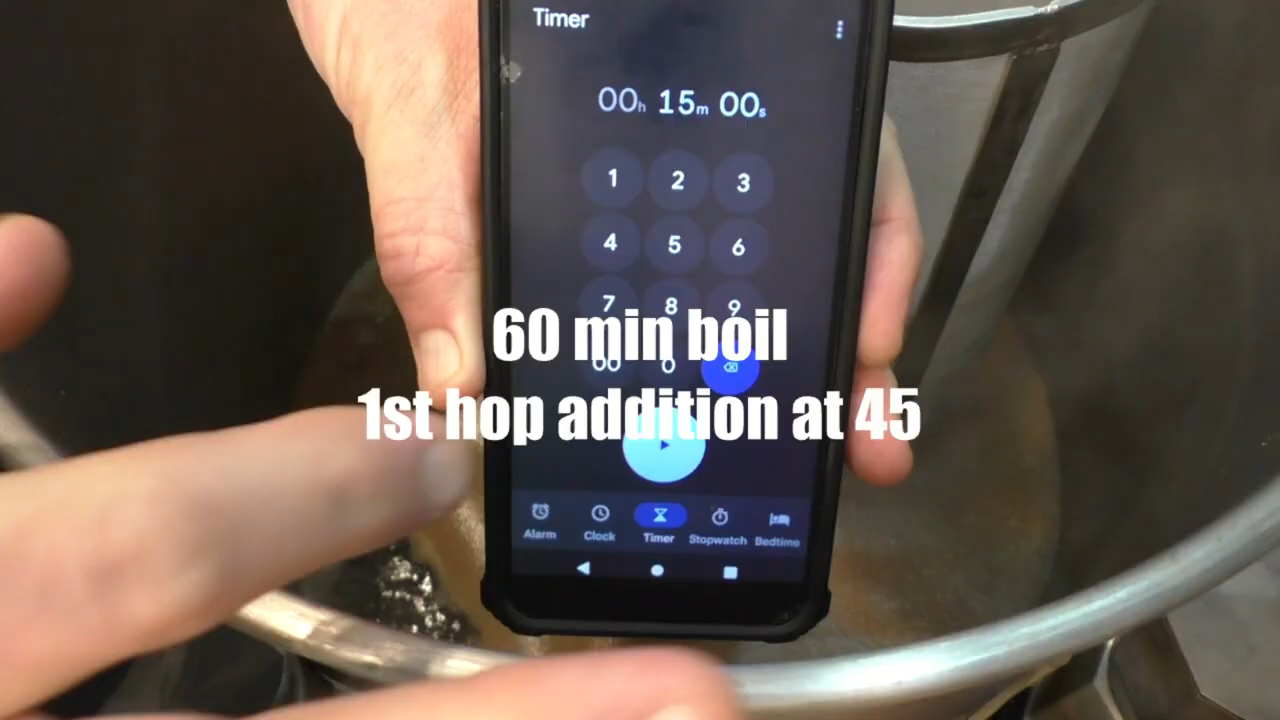 Timer
00h 15m 00s
1 2 3
4 5 6
7 8 9
00 0
60 min boil
1st hop addition at 45
Alarm Clock Timer Stopwatch Bedtime